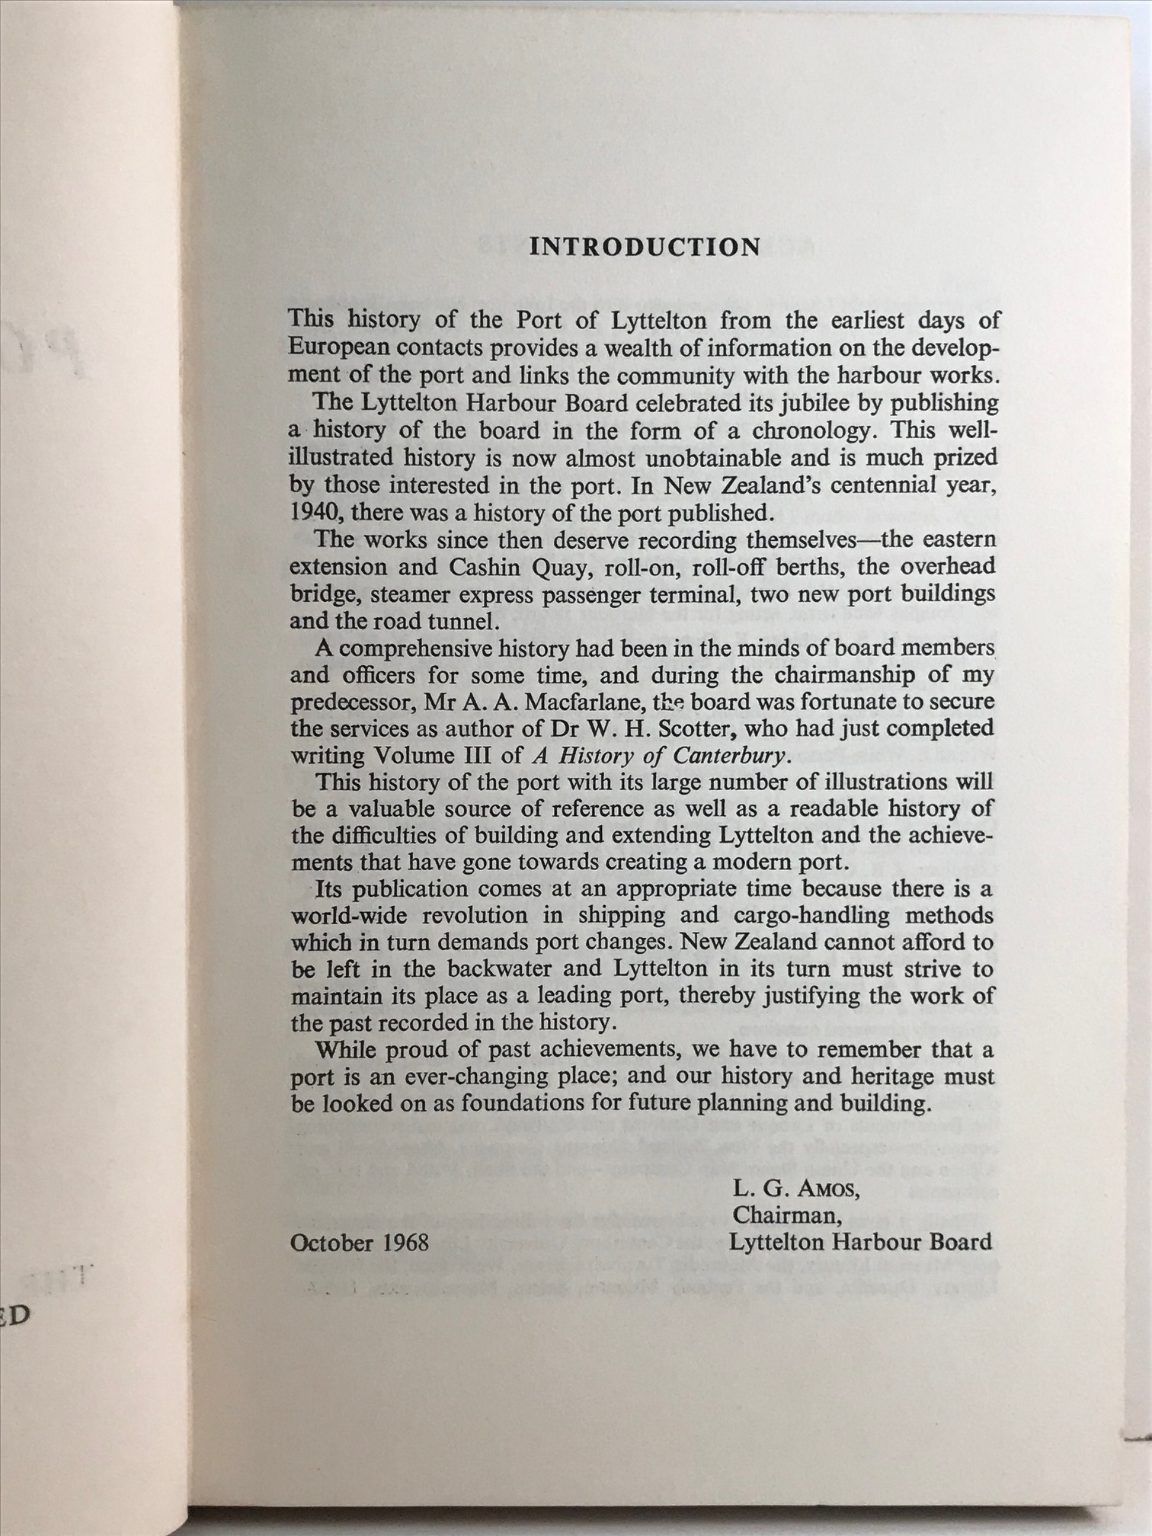 INTRODUCTION
This history of the Port of Lyttelton from the earliest days of
European contacts provides a wealth of information on the develop-
ment of the port and links the community with the harbour works.
The Lyttelton Harbour Board celebrated its jubilee by publishing
a history of the board in the form of a chronology. This well-
illustrated history is now almost unobtainable and is much prized
by those interested in the port. In New Zealand's centennial year,
1940, there was a history of the port published.
The works since then deserve recording themselves—the eastern
extension and Cashin Quay, roll-on, roll-off berths, the overhead
bridge, steamer express passenger terminal, two new port buildings
and the road tunnel.
A comprehensive history had been in the minds of board members
and officers for some time, and during the chairmanship of my
predecessor, Mr A. A. Macfarlane, the board was fortunate to secure
the services as author of Dr W. H. Scotter, who had just completed
writing Volume III of A History of Canterbury.
This history of the port with its large number of illustrations will
be a valuable source of reference as well as a readable history of
the difficulties of building and extending Lyttelton and the achieve-
ments that have gone towards creating a modern port.
Its publication comes at an appropriate time because there is a
world-wide revolution in shipping and cargo-handling methods
which in turn demands port changes. New Zealand cannot afford to
be left in the backwater and Lyttelton in its turn must strive to
maintain its place as a leading port, thereby justifying the work of
the past recorded in the history.
While proud of past achievements, we have to remember that a
port is an ever-changing place; and our history and heritage must
be looked on as foundations for future planning and building.
L. G. AMOS,
Chairman,
October 1968 Lyttelton Harbour Board